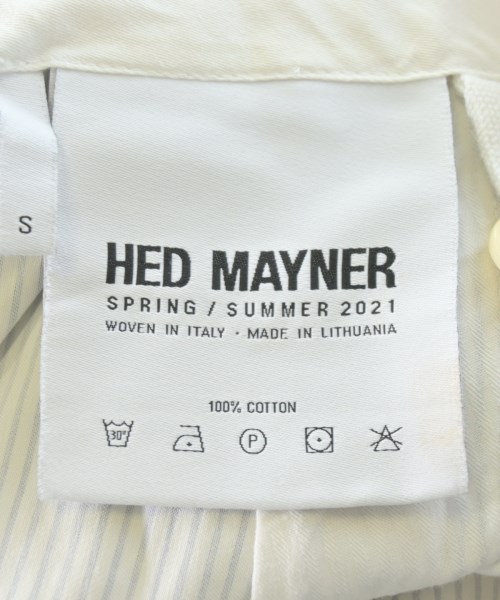 S
HED MAYNER
SPRING / SUMMER 2021
WOVEN IN ITALY · MADE IN LITHUANIA
100% COTTON
30°
P